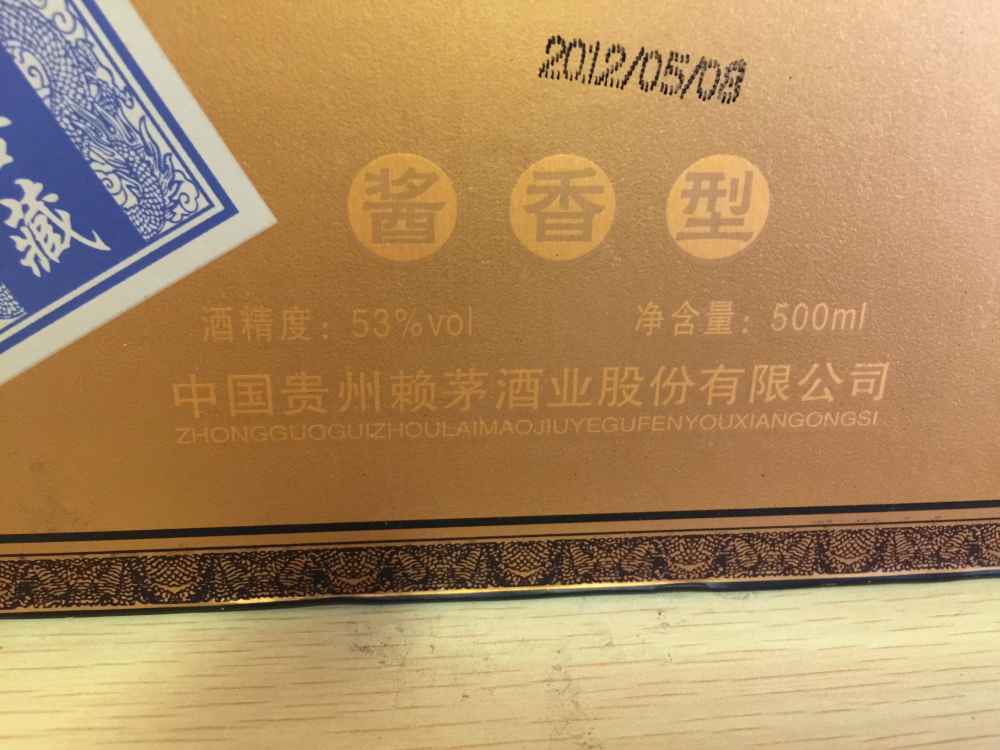 2012/05/08
藏
酱香型
酒精度：53%vol 净含量：500ml
中国贵州赖茅酒业股份有限公司
ZHONGGUOGUIZHOULAIMAOJIUYEGUFENYOUXIANGONGSI